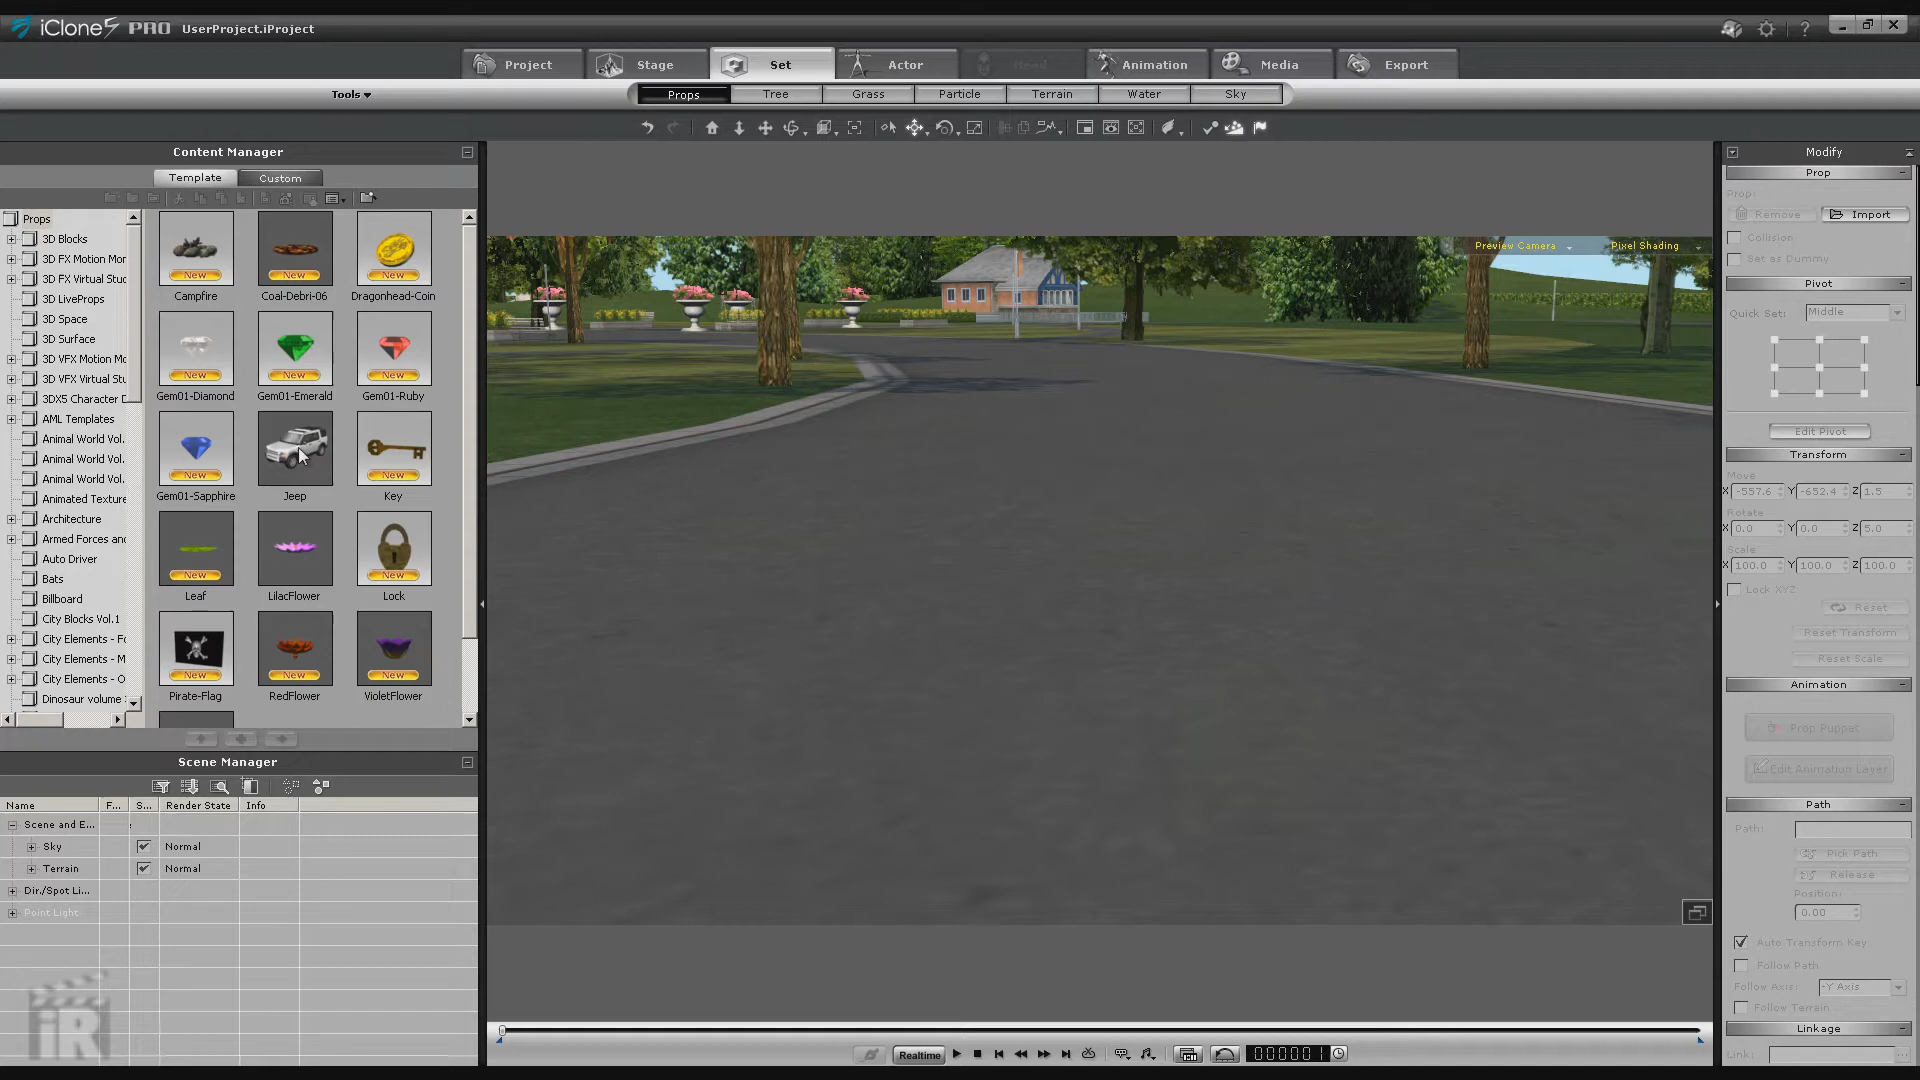 iClone5 PRO UserProject.iProject
Project Stage Set Actor Head Animation Media Export
Tools
Props Tree Grass Particle Terrain Water Sky
Content Manager
Template Custom
Props
3D Blocks
3D FX Motion Mor
3D FX Virtual Stuc
3D LiveProps
3D Space
3D Surface
3D VFX Motion Mo
3D VFX Virtual Stu
3DX5 Character D
AML Templates
Animal World Vol.
Animal World Vol.
Animal World Vol.
Animated Texture
Architecture
Armed Forces and
Auto Driver
Bats
Billboard
City Blocks Vol.1
City Elements - Fo
City Elements - M
City Elements - O
Dinosaur volume
New New New
Campfire Coal-Debri-06 Dragonhead-Coin
New New New
Gem01-Diamond Gem01-Emerald Gem01-Ruby
New New
Gem01-Sapphire Jeep Key
New New
Leaf LilacFlower Lock
New New New
Pirate-Flag RedFlower VioletFlower
Scene Manager
Name F... S... Render State Info
Scene and E...
Sky Normal
Terrain Normal
Dir./Spot Li...
Point Light
iR
Preview Camera Pixel Shading
Realtime 000001
Modify
Prop
Prop:
Remove Import
Collision
Set as Dummy
Pivot
Quick Set: Middle
Edit Pivot
Transform
Move
X -557.6 Y -652.4 Z 1.5
Rotate
X 0.0 Y 0.0 Z 5.0
Scale
X 100.0 Y 100.0 Z 100.0
Lock XYZ
Reset
Reset Transform
Reset Scale
Animation
Prop Puppet
Edit Animation Layer
Path
Path:
Pick Path
Release
Position:
0.00
Auto Transform Key
Follow Path
Follow Axis: -Y Axis
Follow Terrain
Linkage
Link: